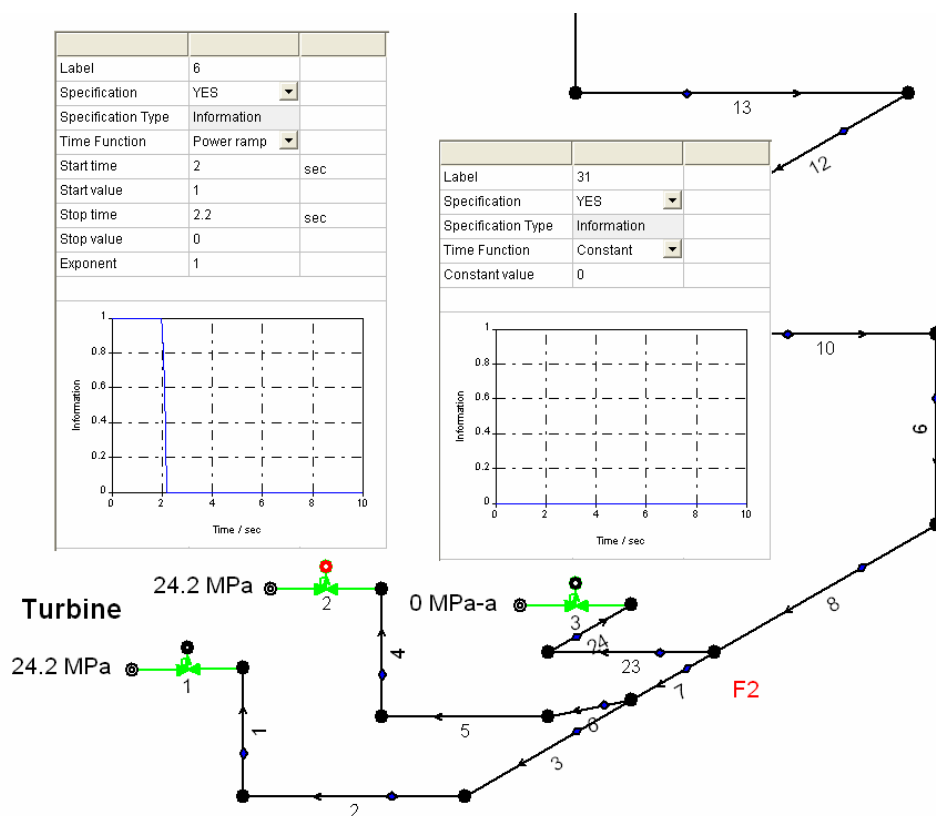 Label 6
Specification YES
Specification Type Information
Time Function Power ramp
Start time 2 sec
Start value 1
Stop time 2.2 sec
Stop value 0
Exponent 1
1
0.8
0.6
0.4
0.2
0
Information
0 2 4 6 8 10
Time / sec
Label 31
Specification YES
Specification Type Information
Time Function Constant
Constant value 0
1
0.8
0.6
0.4
0.2
0
Information
0 2 4 6 8 10
Time / sec
13
12
10
9
8
24.2 MPa
2
Turbine
0 MPa-a
3
24
23
24.2 MPa
1
4
7
F2
5
6
1
3
2